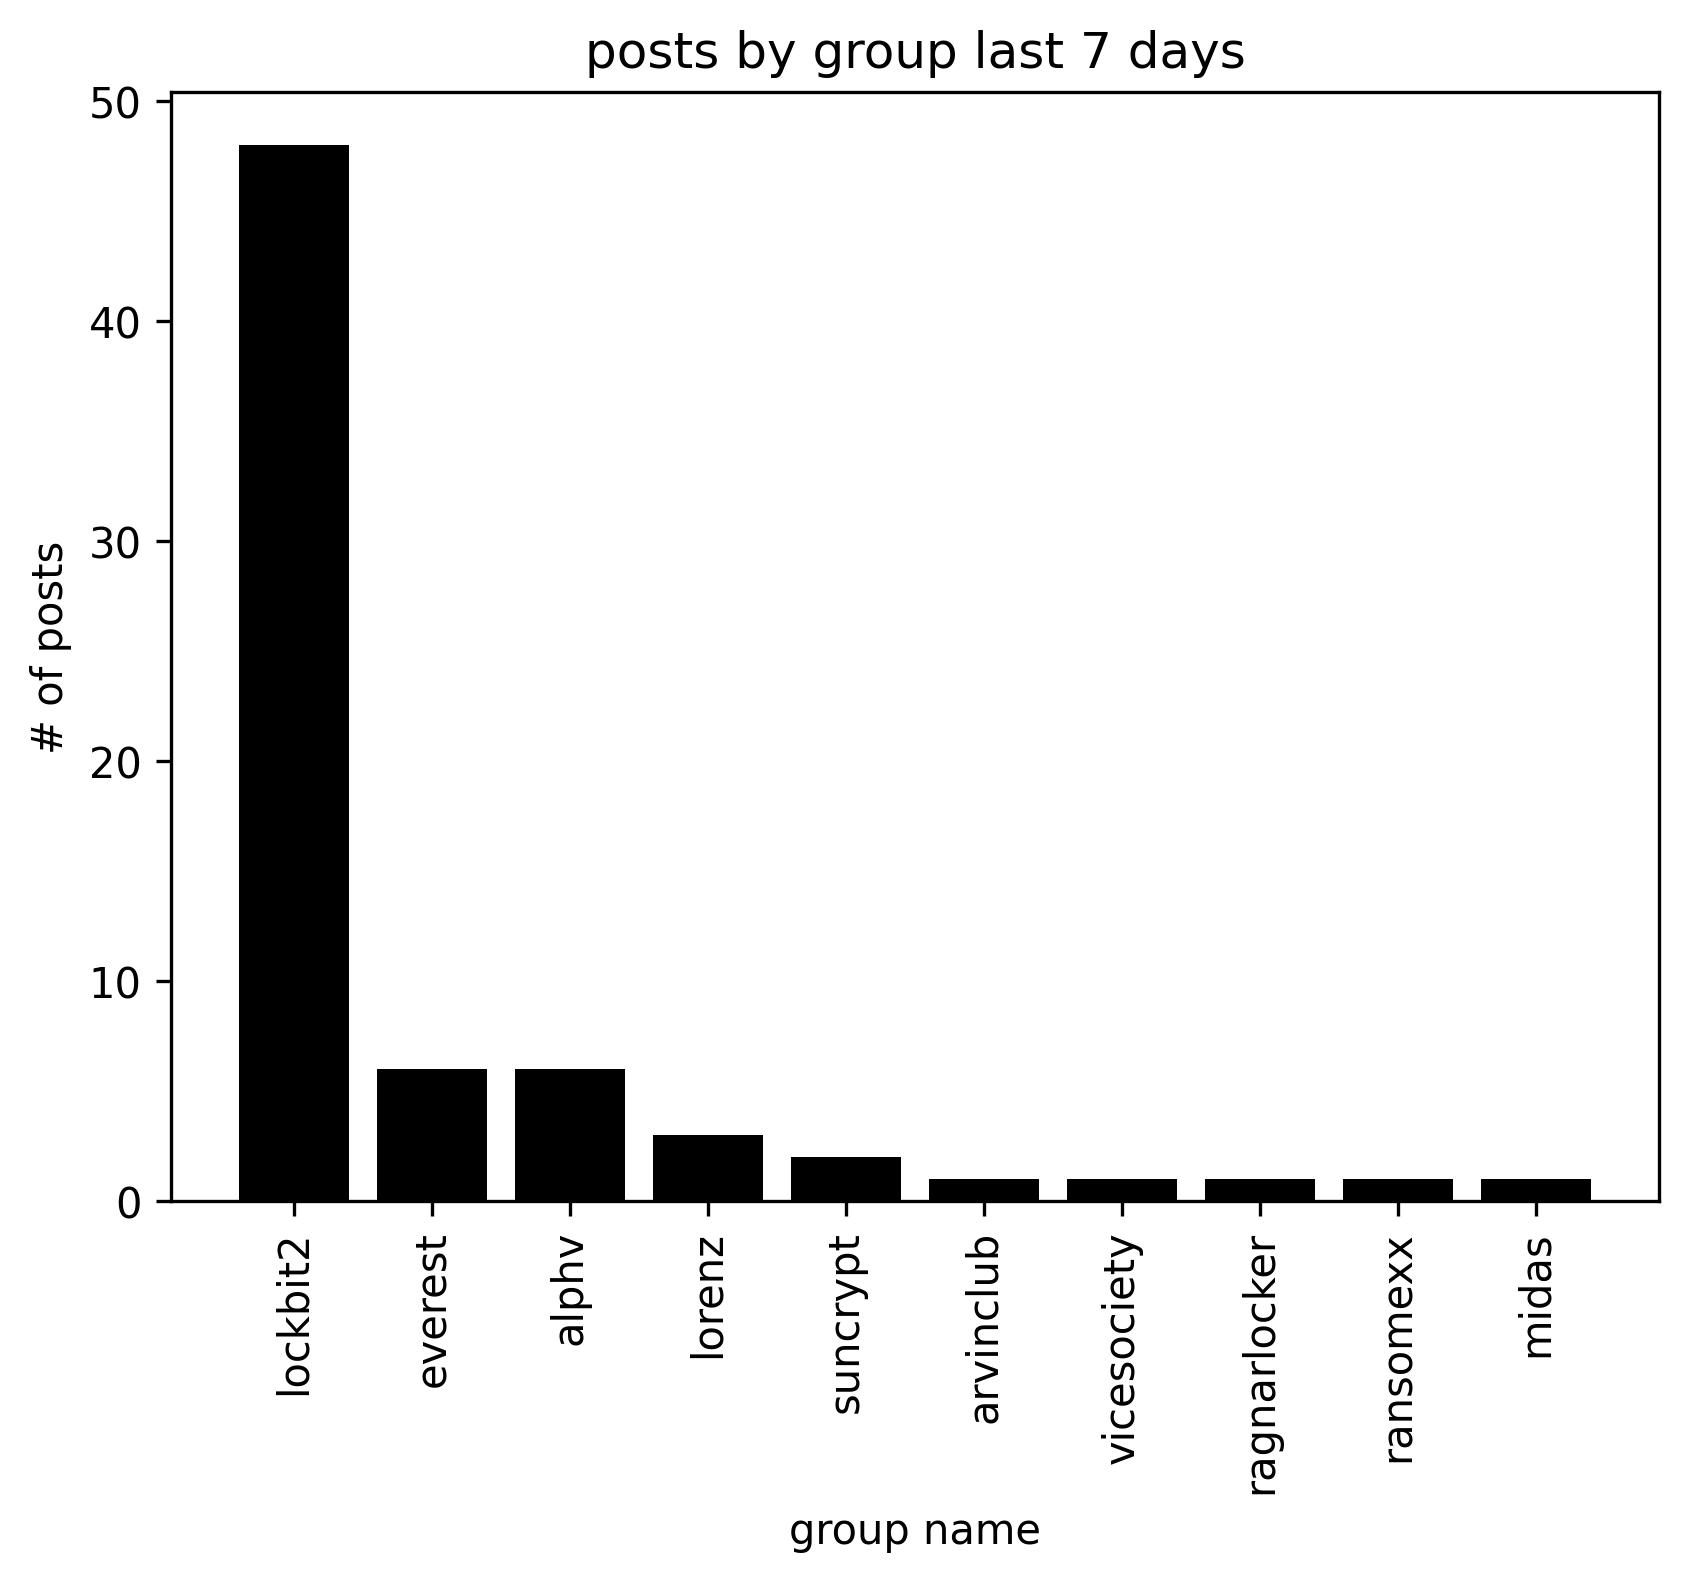 posts by group last 7 days
# of posts
50
40
30
20
10
0
lockbit2
everest
alphv
lorenz
suncrypt
arvinclub
vicesociety
ragnarlocker
ransomexx
midas
group name